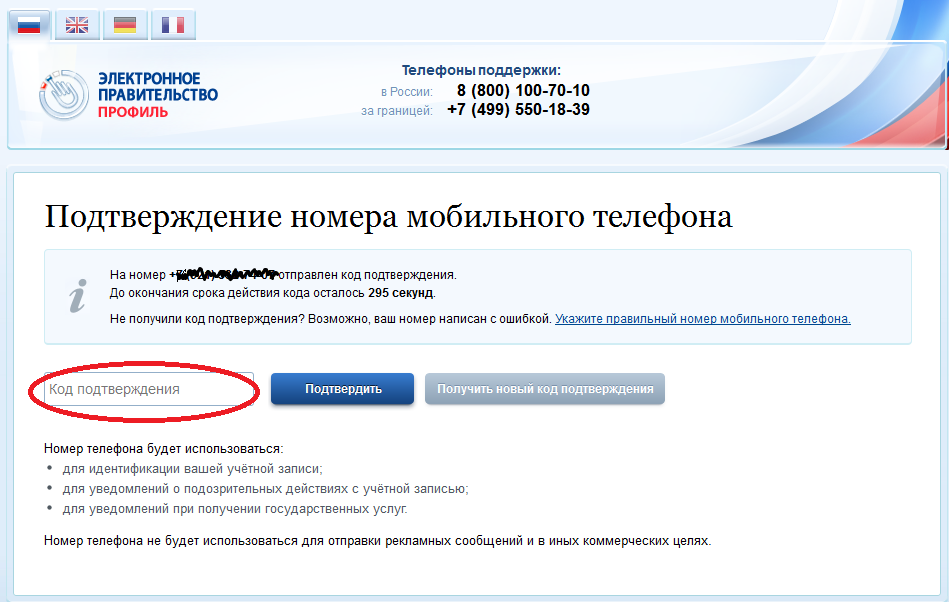 ЭЛЕКТРОННОЕ
ПРАВИТЕЛЬСТВО
ПРОФИЛЬ
Телефоны поддержки:
в России: 8 (800) 100-70-10
за границей: +7 (499) 550-18-39
Подтверждение номера мобильного телефона
На номер отправлен код подтверждения.
До окончания срока действия кода осталось 295 секунд.
Не получили код подтверждения? Возможно, ваш номер написан с ошибкой. Укажите правильный номер мобильного телефона.
Код подтверждения
Подтвердить
Получить новый код подтверждения
Номер телефона будет использоваться:
• для идентификации вашей учётной записи;
• для уведомлений о подозрительных действиях с учётной записью;
• для уведомлений при получении государственных услуг.
Номер телефона не будет использоваться для отправки рекламных сообщений и в иных коммерческих целях.